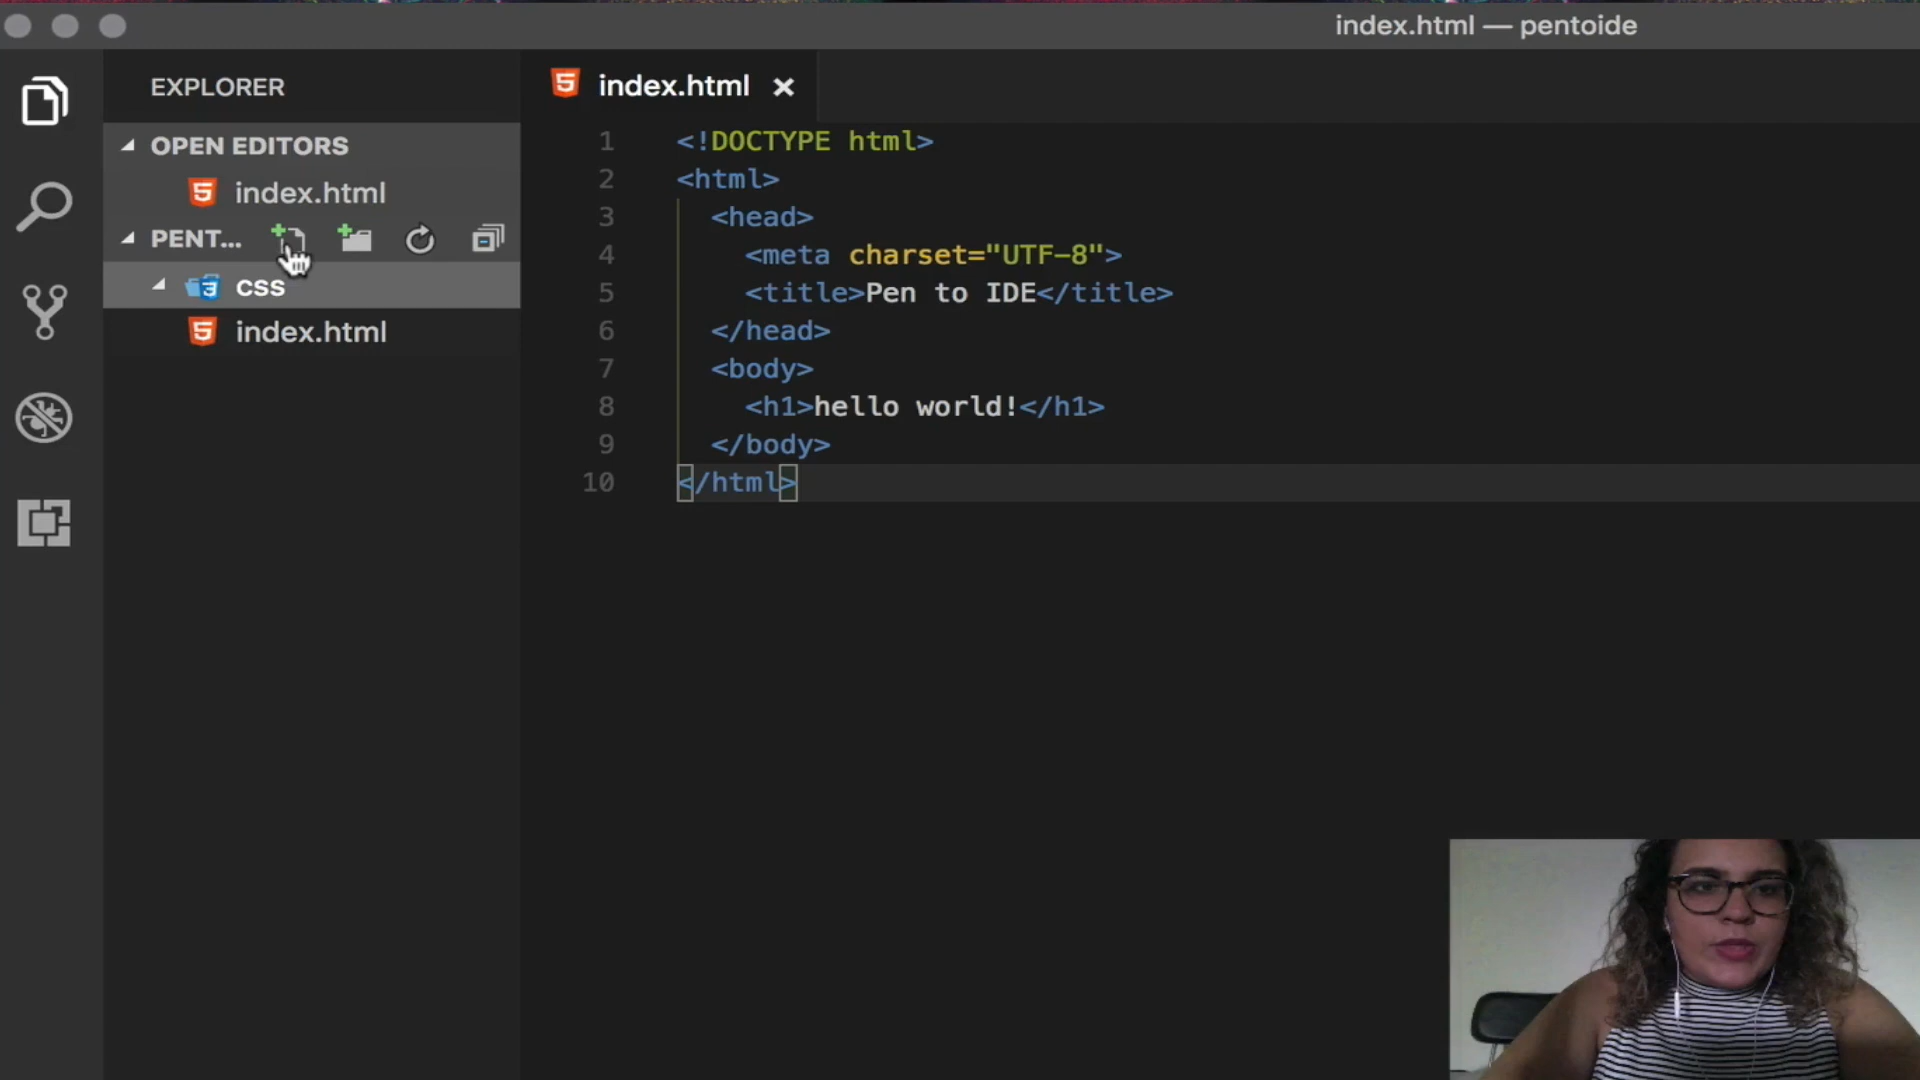 index.html — pentoide
EXPLORER
OPEN EDITORS
index.html
PENT...
css
index.html
index.html
1 <!DOCTYPE html>
2 <html>
3 <head>
4 <meta charset="UTF-8">
5 <title>Pen to IDE</title>
6 </head>
7 <body>
8 <h1>hello world!</h1>
9 </body>
10 </html>